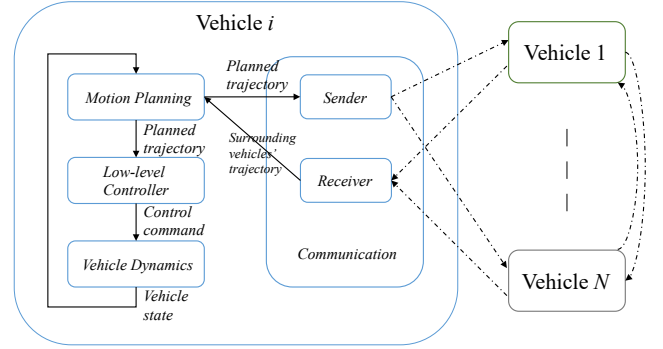 Vehicle i
Planned
trajectory
Motion Planning
Sender
Vehicle 1
Planned
trajectory
Surrounding
vehicles'
trajectory
Low-level
Controller
Receiver
Control
command
Vehicle Dynamics
Communication
Vehicle N
Vehicle
state